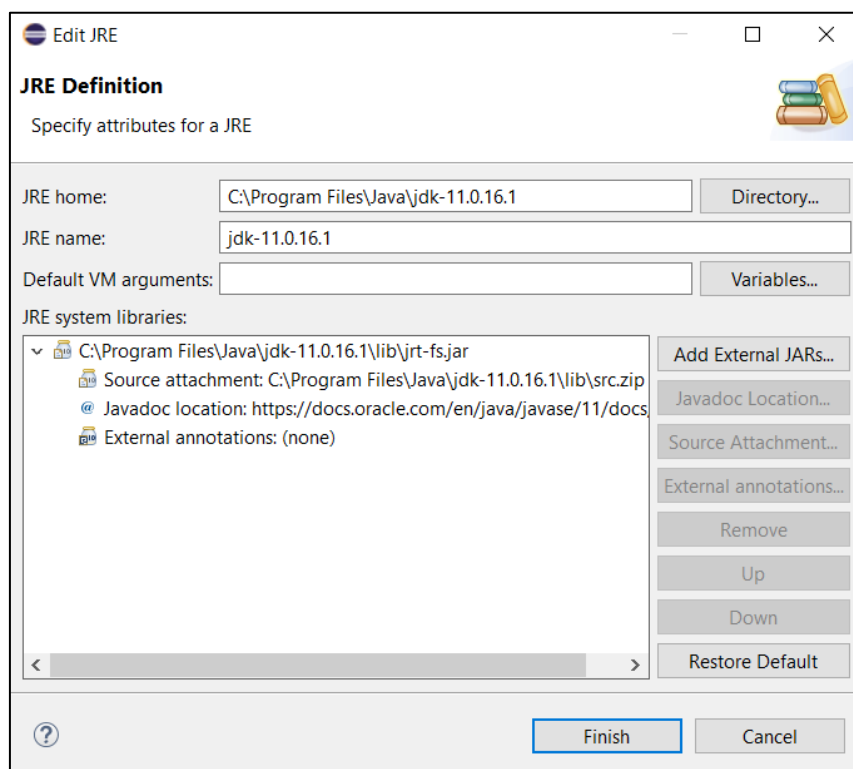 Edit JRE
JRE Definition
Specify attributes for a JRE
JRE home: C:\Program Files\Java\jdk-11.0.16.1 Directory...
JRE name: jdk-11.0.16.1
Default VM arguments: Variables...
JRE system libraries:
C:\Program Files\Java\jdk-11.0.16.1\lib\jrt-fs.jar Add External JARs...
Source attachment: C:\Program Files\Java\jdk-11.0.16.1\lib\src.zip Javadoc Location...
Javadoc location: https://docs.oracle.com/en/java/javase/11/docs, Source Attachment...
External annotations: (none) External annotations...
Remove
Up
Down
Restore Default
Finish Cancel